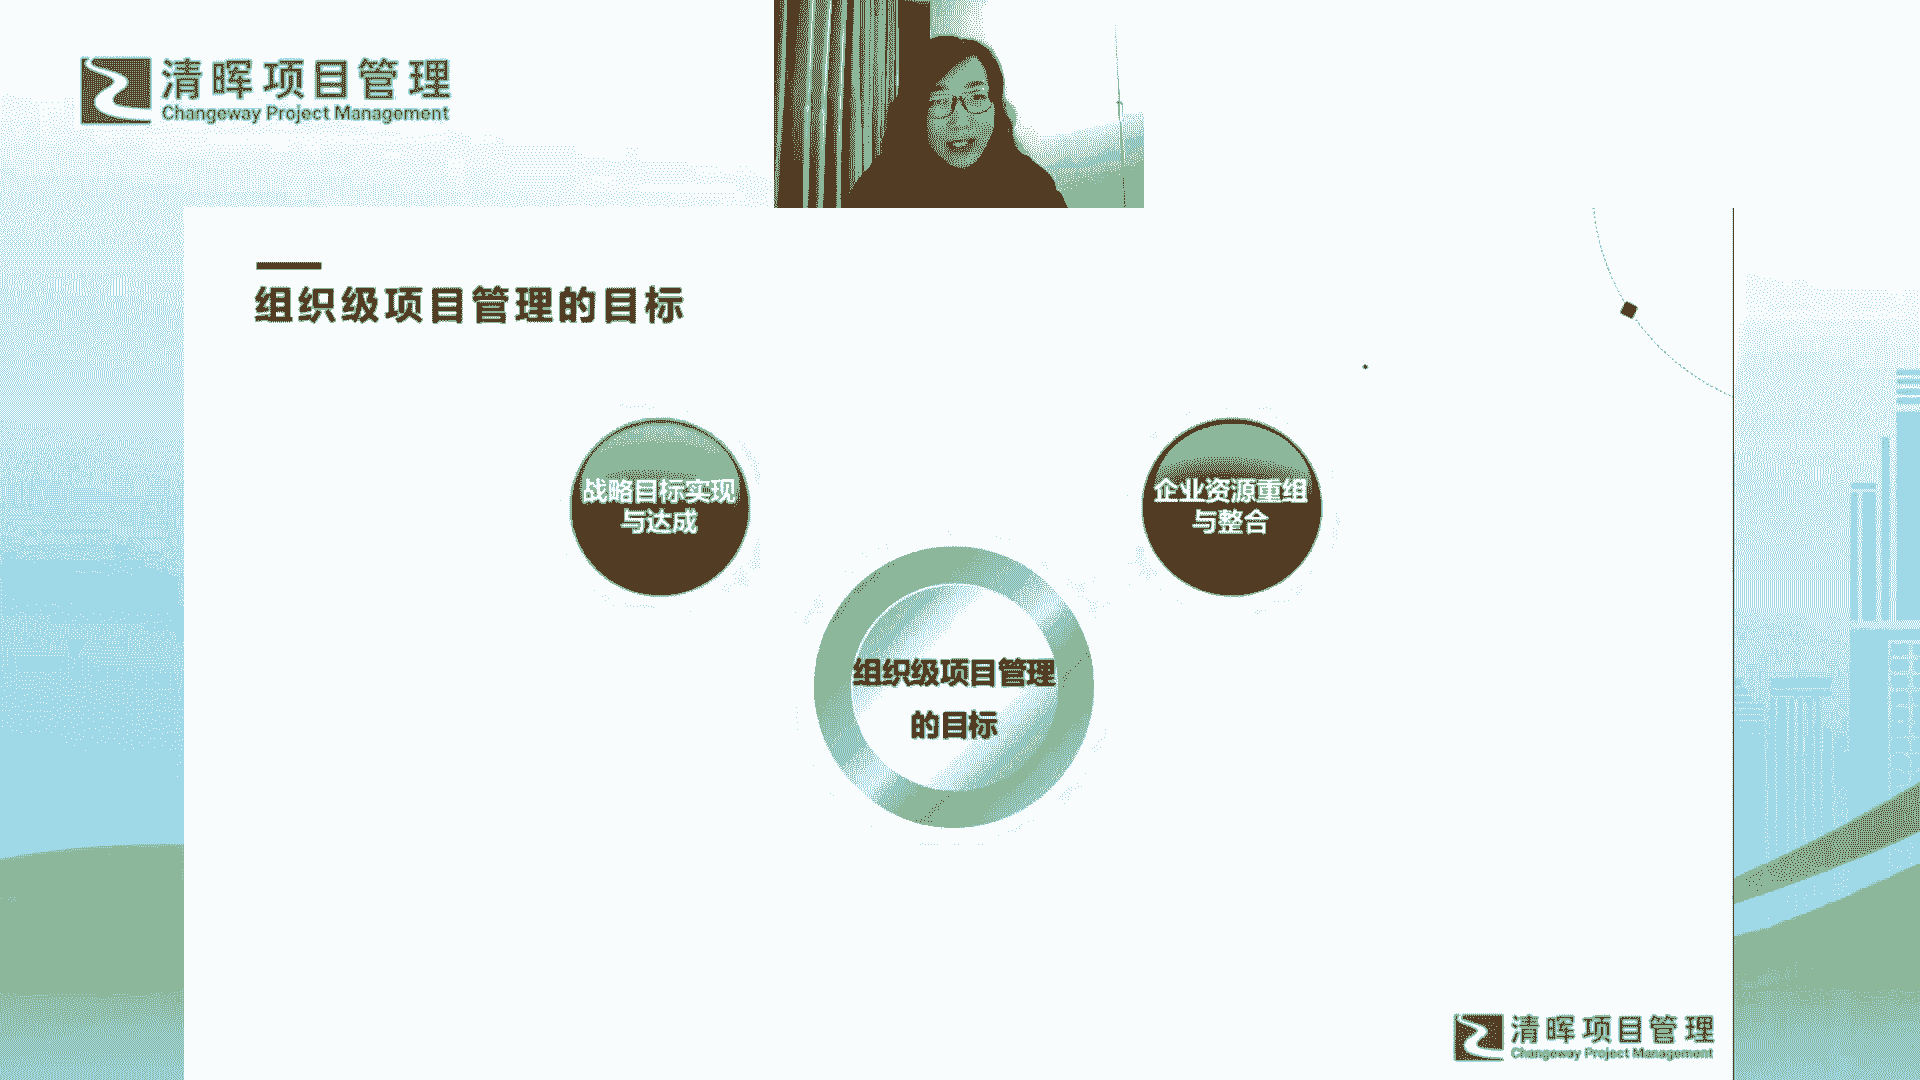 清晖项目管理
Changeway Project Management
组织级项目管理的目标
战略目标实现
与达成
企业资源重组
与整合
组织级项目管理
的目标
清晖项目管理
Changeway Project Management